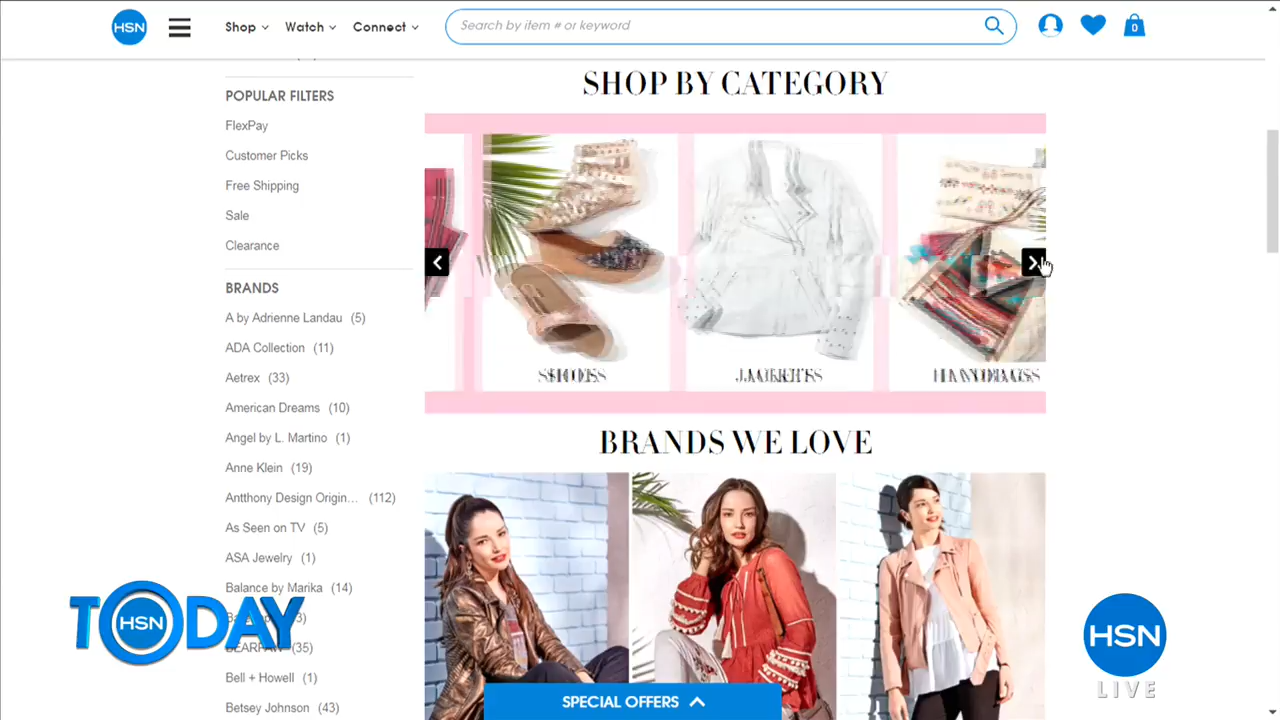 HSN
Shop
Watch
Connect
Search by item # or keyword
0
POPULAR FILTERS
FlexPay
Customer Picks
Free Shipping
Sale
Clearance
BRANDS
A by Adrienne Landau (5)
ADA Collection (11)
Aetrex (33)
American Dreams (10)
Angel by L. Martino (1)
Anne Klein (19)
Antthony Design Origin... (112)
As Seen on TV (5)
ASA Jewelry (1)
Balance by Marika (14)
BEARPAW (35)
Bell + Howell (1)
Betsey Johnson (43)
SHOP BY CATEGORY
BRANDS WE LOVE
SPECIAL OFFERS
TODAY
HSN
HSN
LIVE